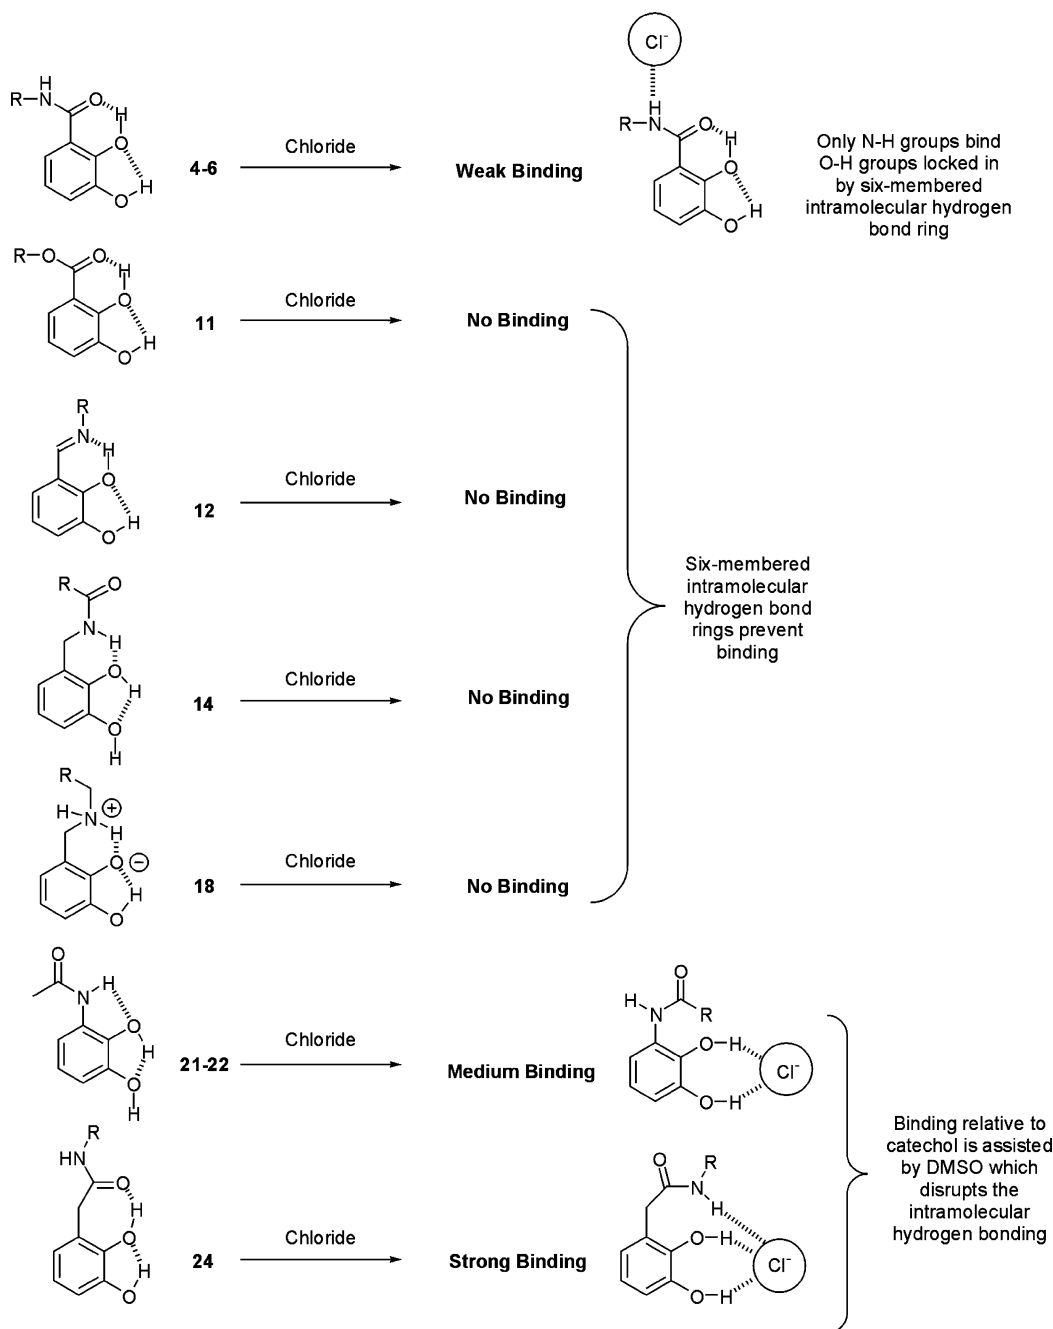 Cl⁻
H
R
N
O
H
O
H
O
4-6
Chloride
Weak Binding
H
R
N
O
H
O
H
O
Only N-H groups bind
O-H groups locked in
by six-membered
intramolecular hydrogen
bond ring
R
O
O
H
O
H
O
11
Chloride
No Binding
R
N
H
O
H
O
12
Chloride
No Binding
R
O
N
H
O
H
O
H
14
Chloride
No Binding
Six-membered
intramolecular
hydrogen bond
rings prevent
binding
R
H
N
+
H
O
−
H
O
18
Chloride
No Binding
O
H
N
O
H
O
H
21-22
Chloride
Medium Binding
O
H
N
R
O
H
O
H
Cl⁻
R
HN
O
H
O
H
O
24
Chloride
Strong Binding
O
R
N
H
O
H
O
H
Cl⁻
Binding relative to
catechol is assisted
by DMSO which
disrupts the
intramolecular
hydrogen bonding